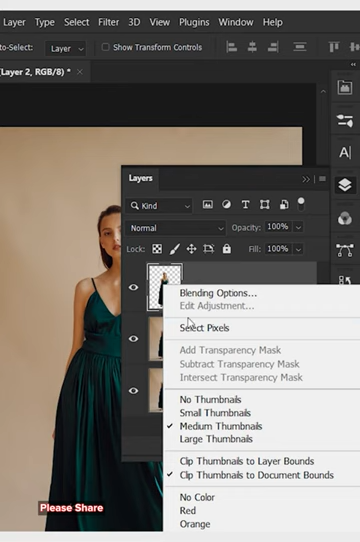 Layer Type Select Filter 3D View Plugins Window Help
to-Select: Layer Show Transform Controls
(Layer 2, RGB/8) *
Layers
Kind
Normal Opacity: 100%
Lock: Fill: 100%
Blending Options...
Edit Adjustment...
Select Pixels
Add Transparency Mask
Subtract Transparency Mask
Intersect Transparency Mask
No Thumbnails
Small Thumbnails
Medium Thumbnails
Large Thumbnails
Clip Thumbnails to Layer Bounds
Clip Thumbnails to Document Bounds
No Color
Red
Orange
Please Share